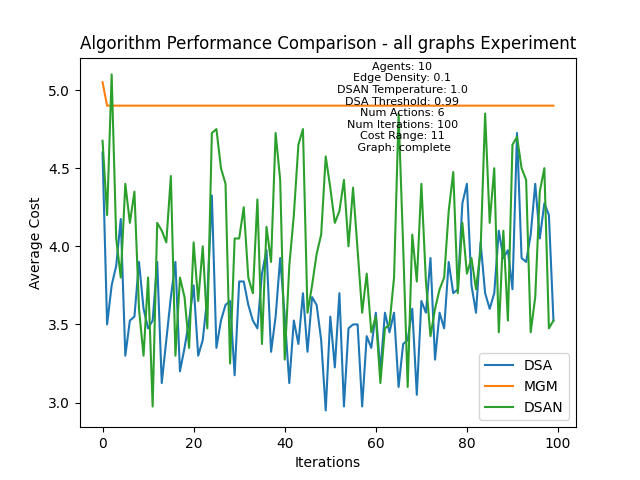 Algorithm Performance Comparison - all graphs Experiment
Agents: 10
Edge Density: 0.1
DSAN Temperature: 1.0
DSA Threshold: 0.99
Num Actions: 6
Num Iterations: 100
Cost Range: 11
Graph: complete
5.0
4.5
4.0
3.5
3.0
Average Cost
0
20
40
60
80
100
Iterations
DSA
MGM
DSAN